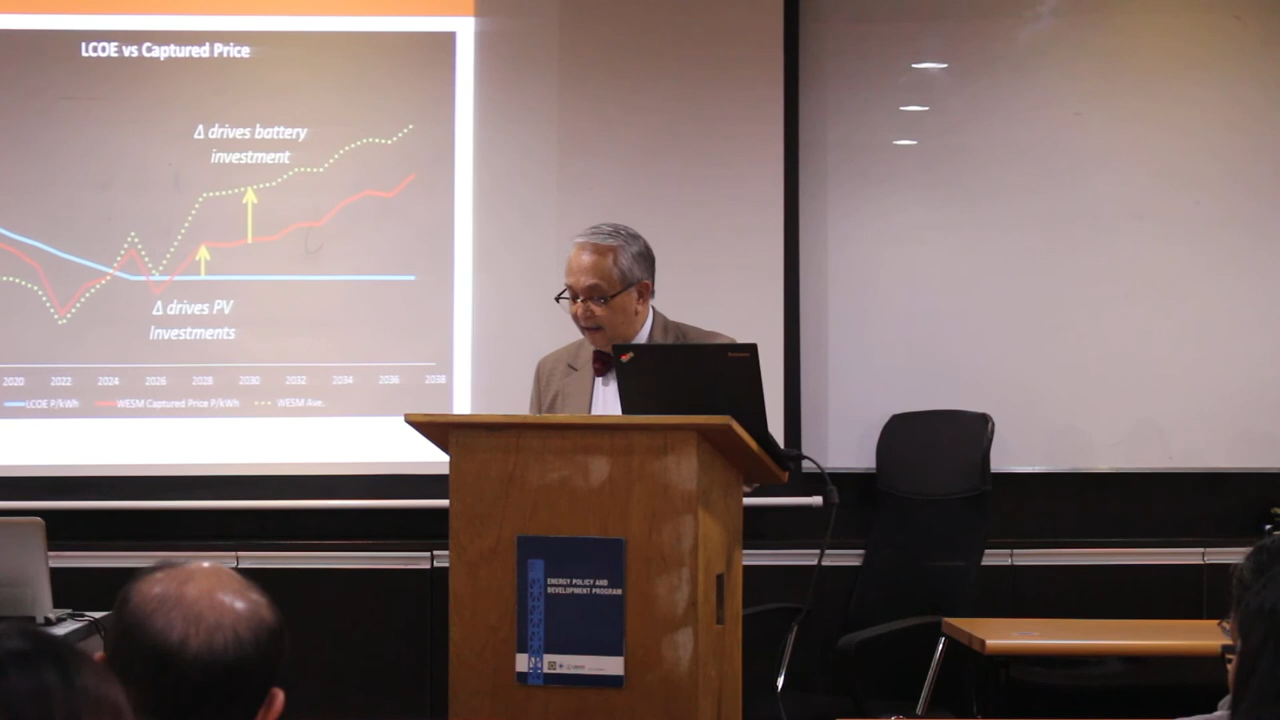 LCOE vs Captured Price
Δ drives battery
investment
Δ drives PV
Investments
2020 2022 2024 2026 2028 2030 2032 2034 2036 2038
LCOE P/kWh WESM Captured Price P/kWh WESM Ave.
ENERGY POLICY AND
DEVELOPMENT PROGRAM